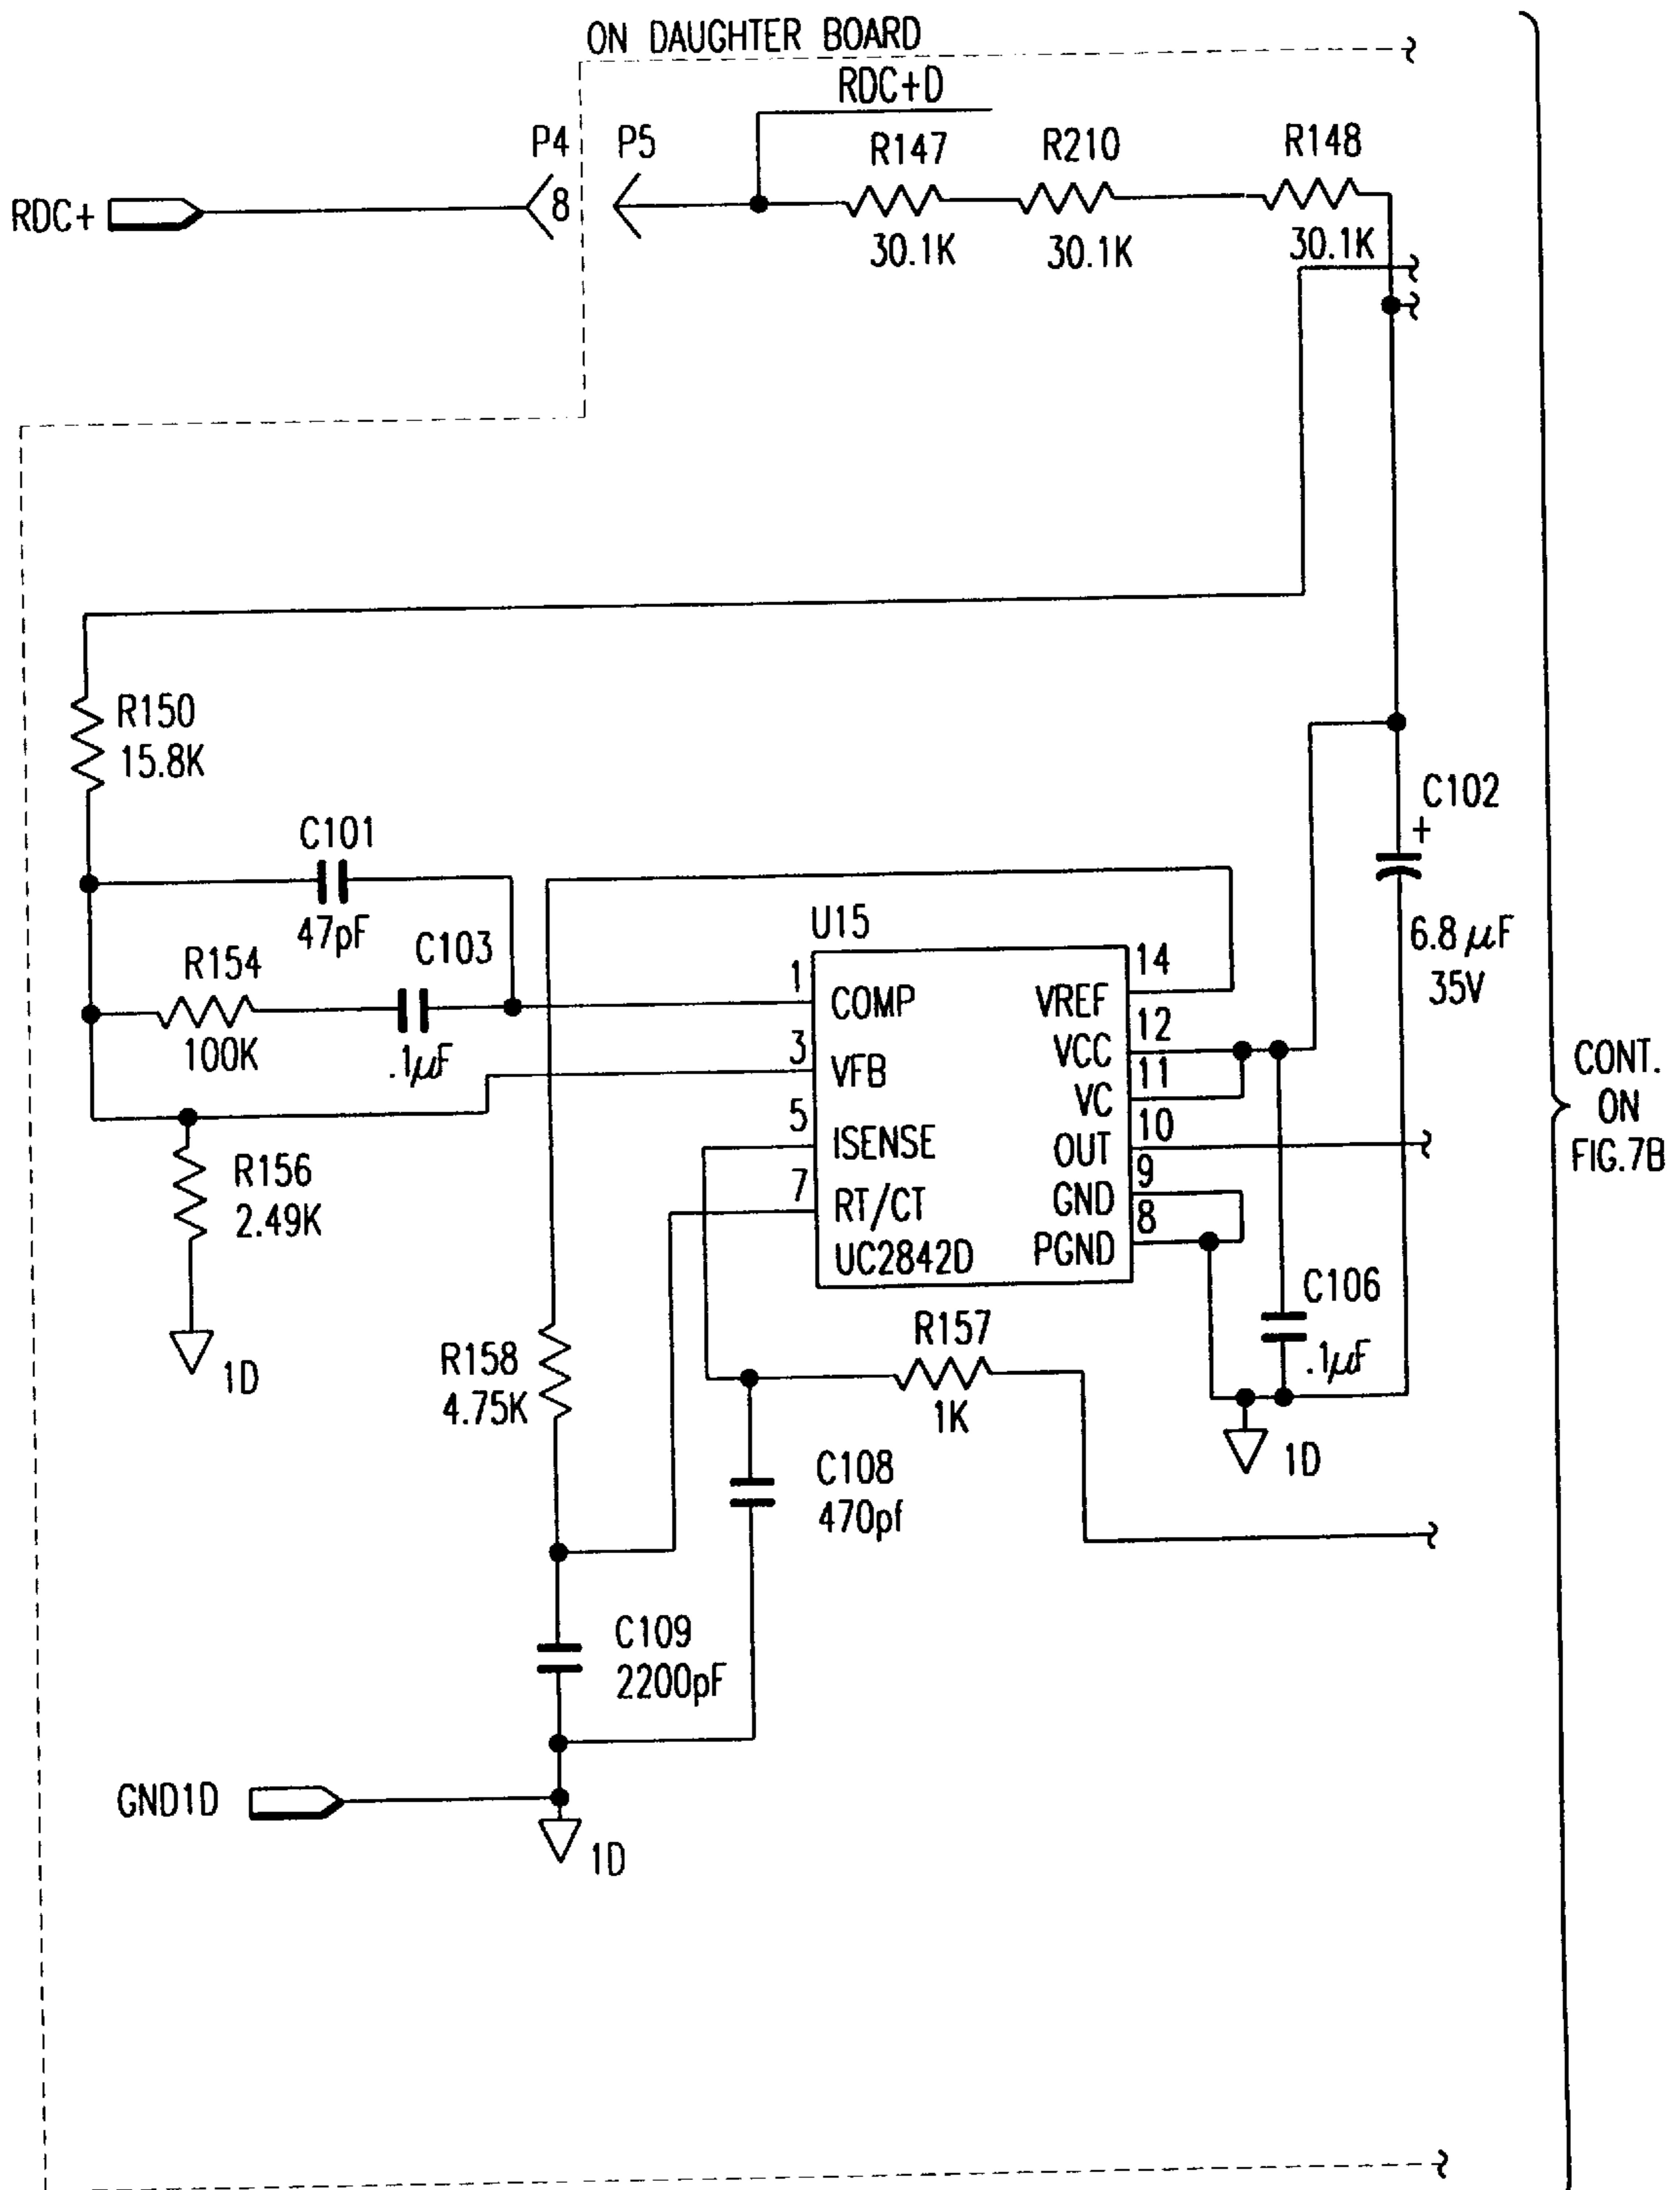 ON DAUGHTER BOARD
RDC+D
P4
P5
R147
R210
R148
RDC+
8
30.1K
30.1K
30.1K
R150
15.8K
C102
+
C101
47pF
U15
6.8µF
35V
R154
C103
100K
.1µF
1
COMP
VREF
14
3
VFB
VCC
12
VC
11
5
ISENSE
OUT
10
7
RT/CT
GND
9
UC2842D
PGND
8
CONT.
ON
FIG.7B
R156
2.49K
1D
C106
.1µF
R157
1K
R158
4.75K
1D
C108
470pf
C109
2200pF
GND1D
1D